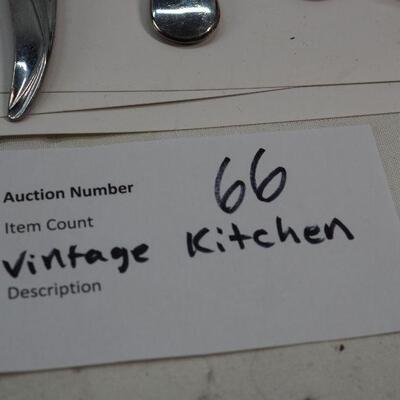 Auction Number 66
Item Count
Vintage Kitchen
Description